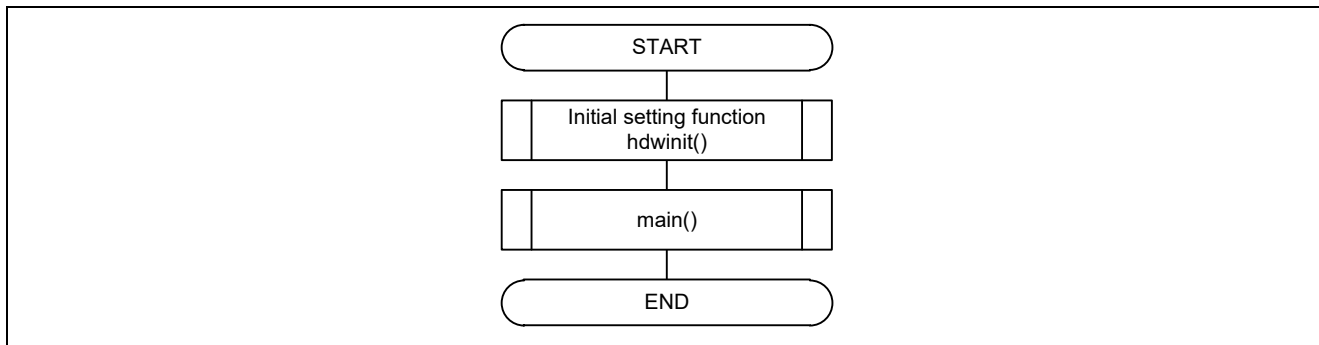 START
Initial setting function
hdwinit()
main()
END